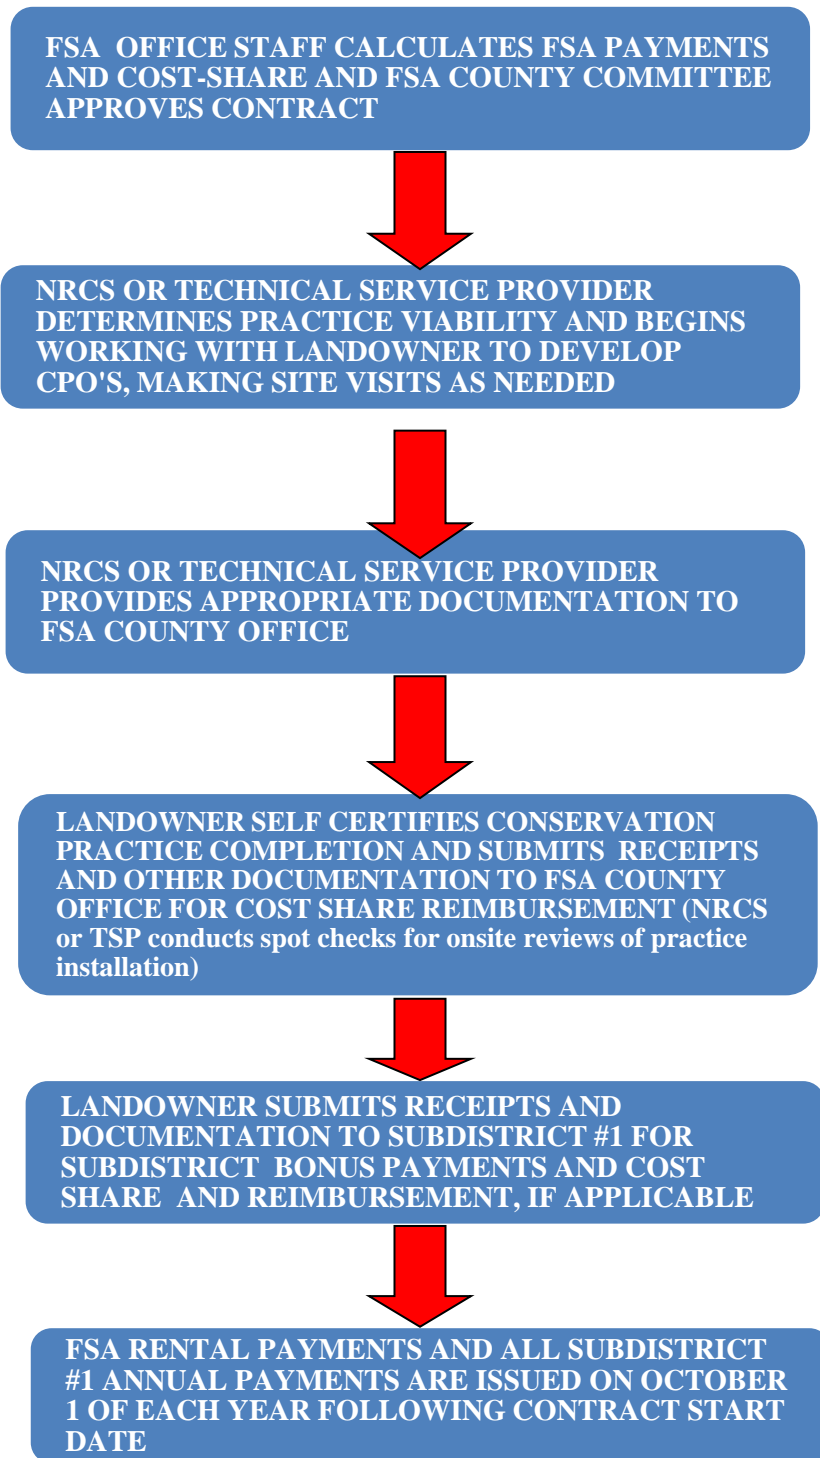 FSA  OFFICE STAFF CALCULATES FSA PAYMENTS
AND COST-SHARE AND FSA COUNTY COMMITTEE
APPROVES CONTRACT
NRCS OR TECHNICAL SERVICE PROVIDER
DETERMINES PRACTICE VIABILITY AND BEGINS
WORKING WITH LANDOWNER TO DEVELOP
CPO'S, MAKING SITE VISITS AS NEEDED
NRCS OR TECHNICAL SERVICE PROVIDER
PROVIDES APPROPRIATE DOCUMENTATION TO
FSA COUNTY OFFICE
LANDOWNER SELF CERTIFIES CONSERVATION
PRACTICE COMPLETION AND SUBMITS  RECEIPTS
AND OTHER DOCUMENTATION TO FSA COUNTY
OFFICE FOR COST SHARE REIMBURSEMENT (NRCS
or TSP conducts spot checks for onsite reviews of practice
installation)
LANDOWNER SUBMITS RECEIPTS AND
DOCUMENTATION TO SUBDISTRICT #1 FOR
SUBDISTRICT  BONUS PAYMENTS AND COST
SHARE  AND REIMBURSEMENT, IF APPLICABLE
FSA RENTAL PAYMENTS AND ALL SUBDISTRICT
#1 ANNUAL PAYMENTS ARE ISSUED ON OCTOBER
1 OF EACH YEAR FOLLOWING CONTRACT START
DATE